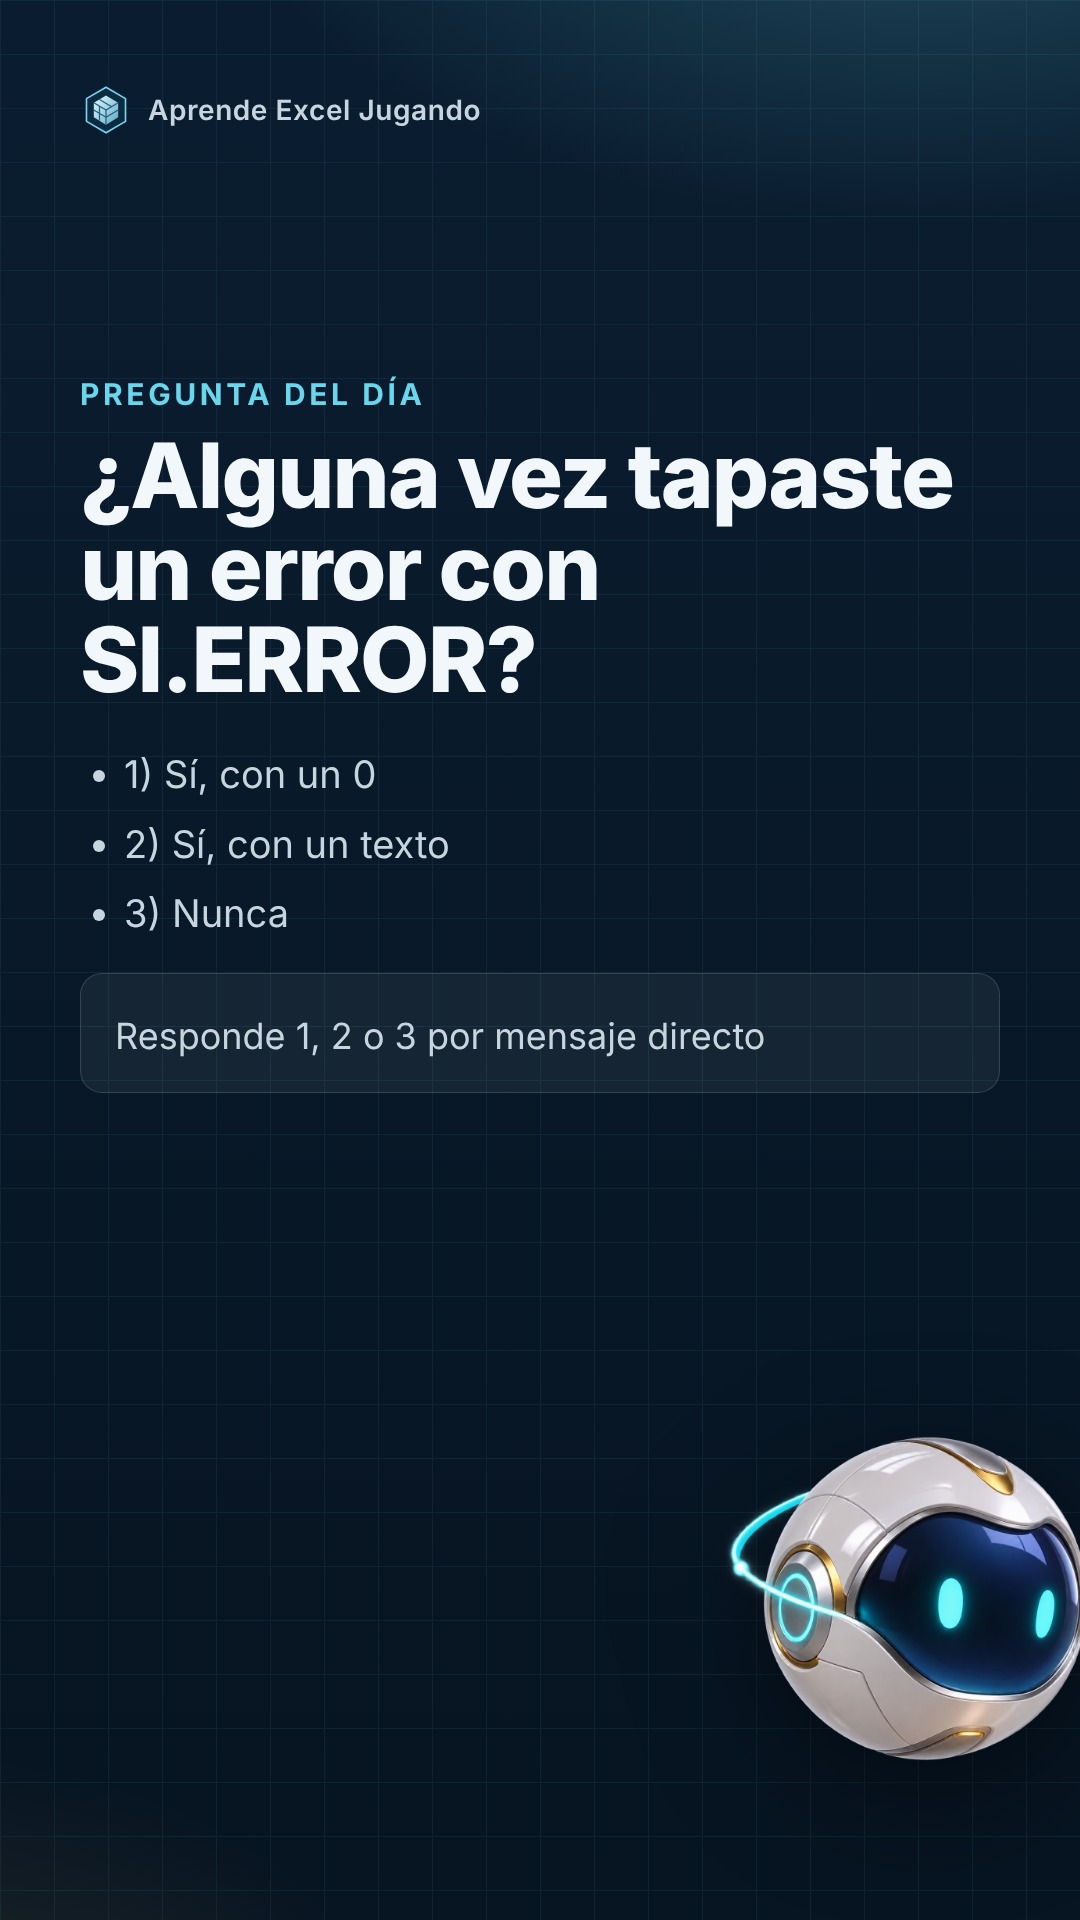 Aprende Excel Jugando
PREGUNTA DEL DÍA
¿Alguna vez tapaste
un error con
SI.ERROR?
• 1) Sí, con un 0
• 2) Sí, con un texto
• 3) Nunca
Responde 1, 2 o 3 por mensaje directo